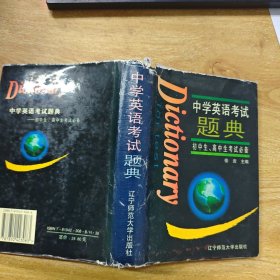 Dictionary
中学英语考试
题典
初中生、高中生考试必备
主编
辽宁师范大学出版社
中学英语考试
题典
辽宁师范大学出版社
Dictionary
中学英语考试题典
初中生、高中生考试必备